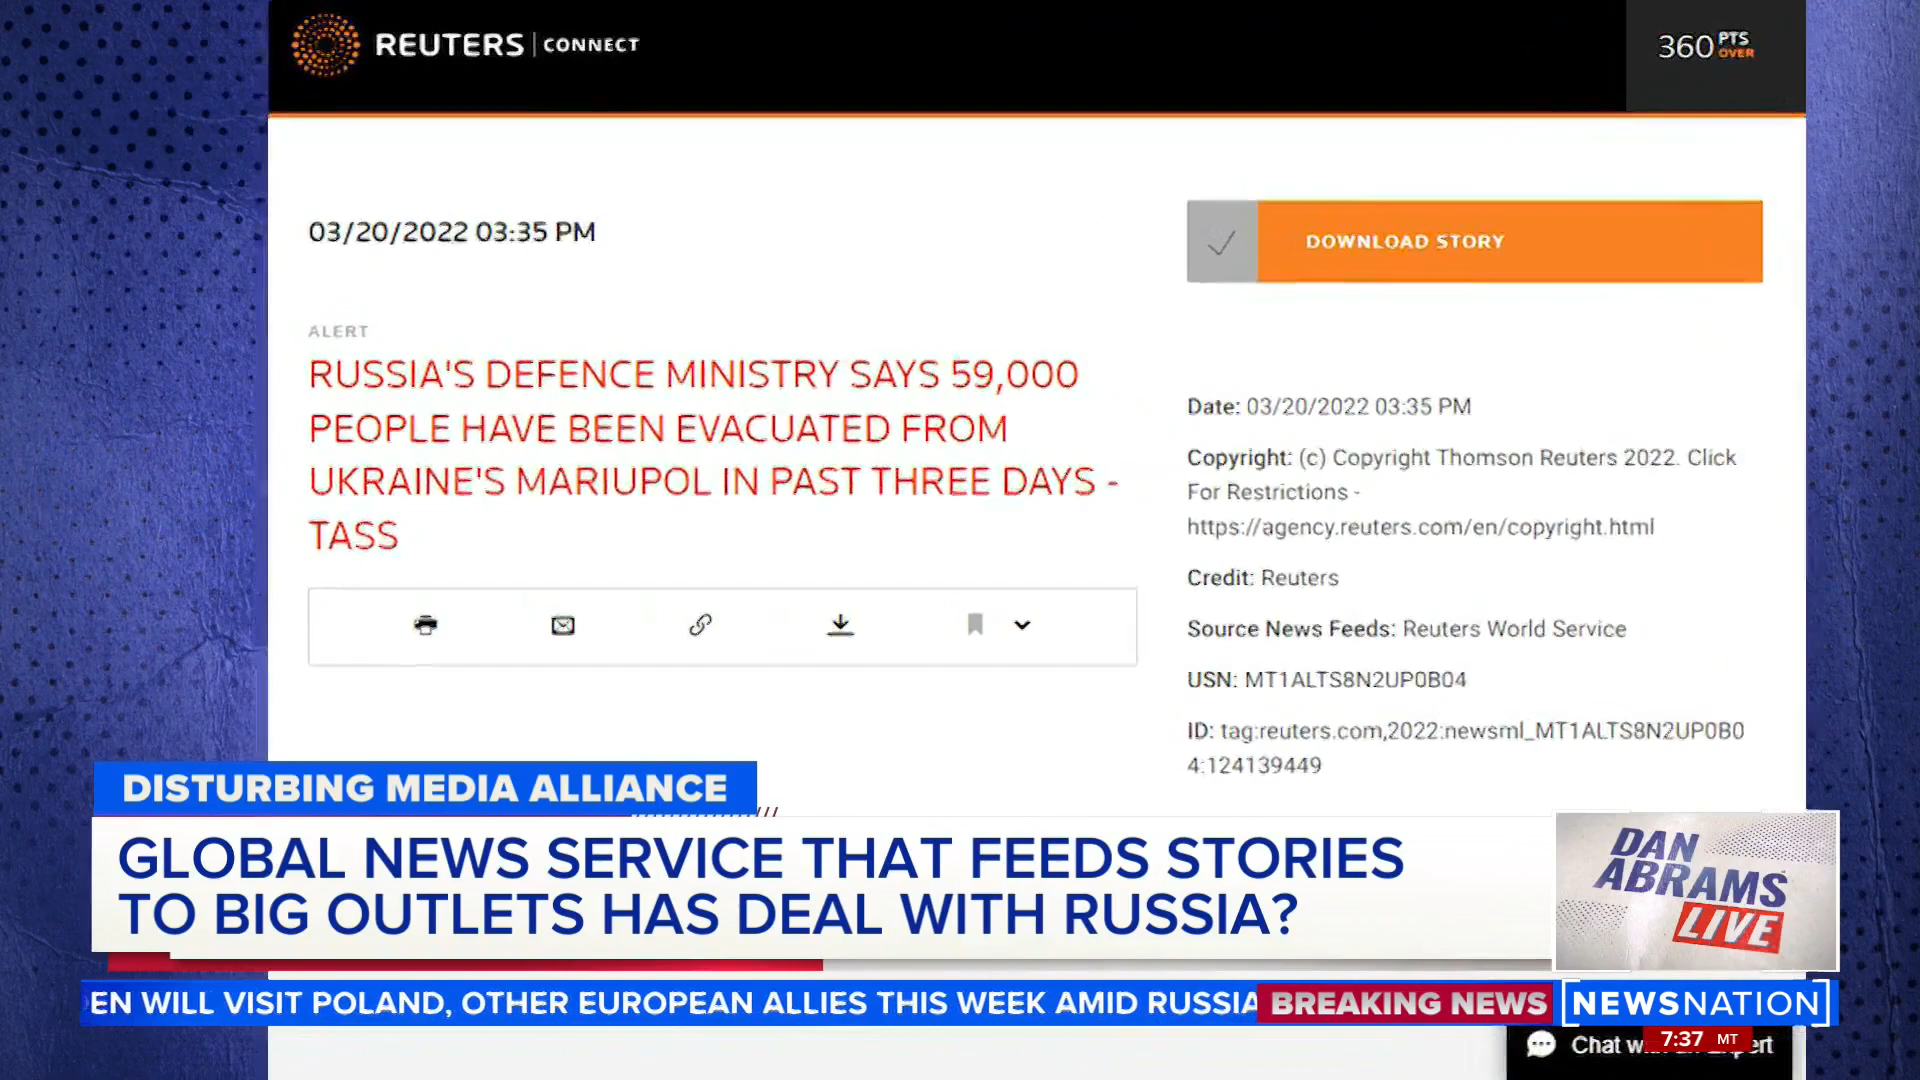 REUTERS CONNECT
360 PTS OVER
03/20/2022 03:35 PM
DOWNLOAD STORY
ALERT
RUSSIA'S DEFENCE MINISTRY SAYS 59,000
PEOPLE HAVE BEEN EVACUATED FROM
UKRAINE'S MARIUPOL IN PAST THREE DAYS -
TASS
Date: 03/20/2022 03:35 PM
Copyright: (c) Copyright Thomson Reuters 2022. Click
For Restrictions -
https://agency.reuters.com/en/copyright.html
Credit: Reuters
Source News Feeds: Reuters World Service
USN: MT1ALTS8N2UP0B04
ID: tag:reuters.com,2022:newsml_MT1ALTS8N2UP0B0
4:124139449
DISTURBING MEDIA ALLIANCE
GLOBAL NEWS SERVICE THAT FEEDS STORIES
TO BIG OUTLETS HAS DEAL WITH RUSSIA?
DAN
ABRAMS
LIVE
EN WILL VISIT POLAND, OTHER EUROPEAN ALLIES THIS WEEK AMID RUSSIA
BREAKING NEWS
NEWSNATION
7:37 MT
Chat